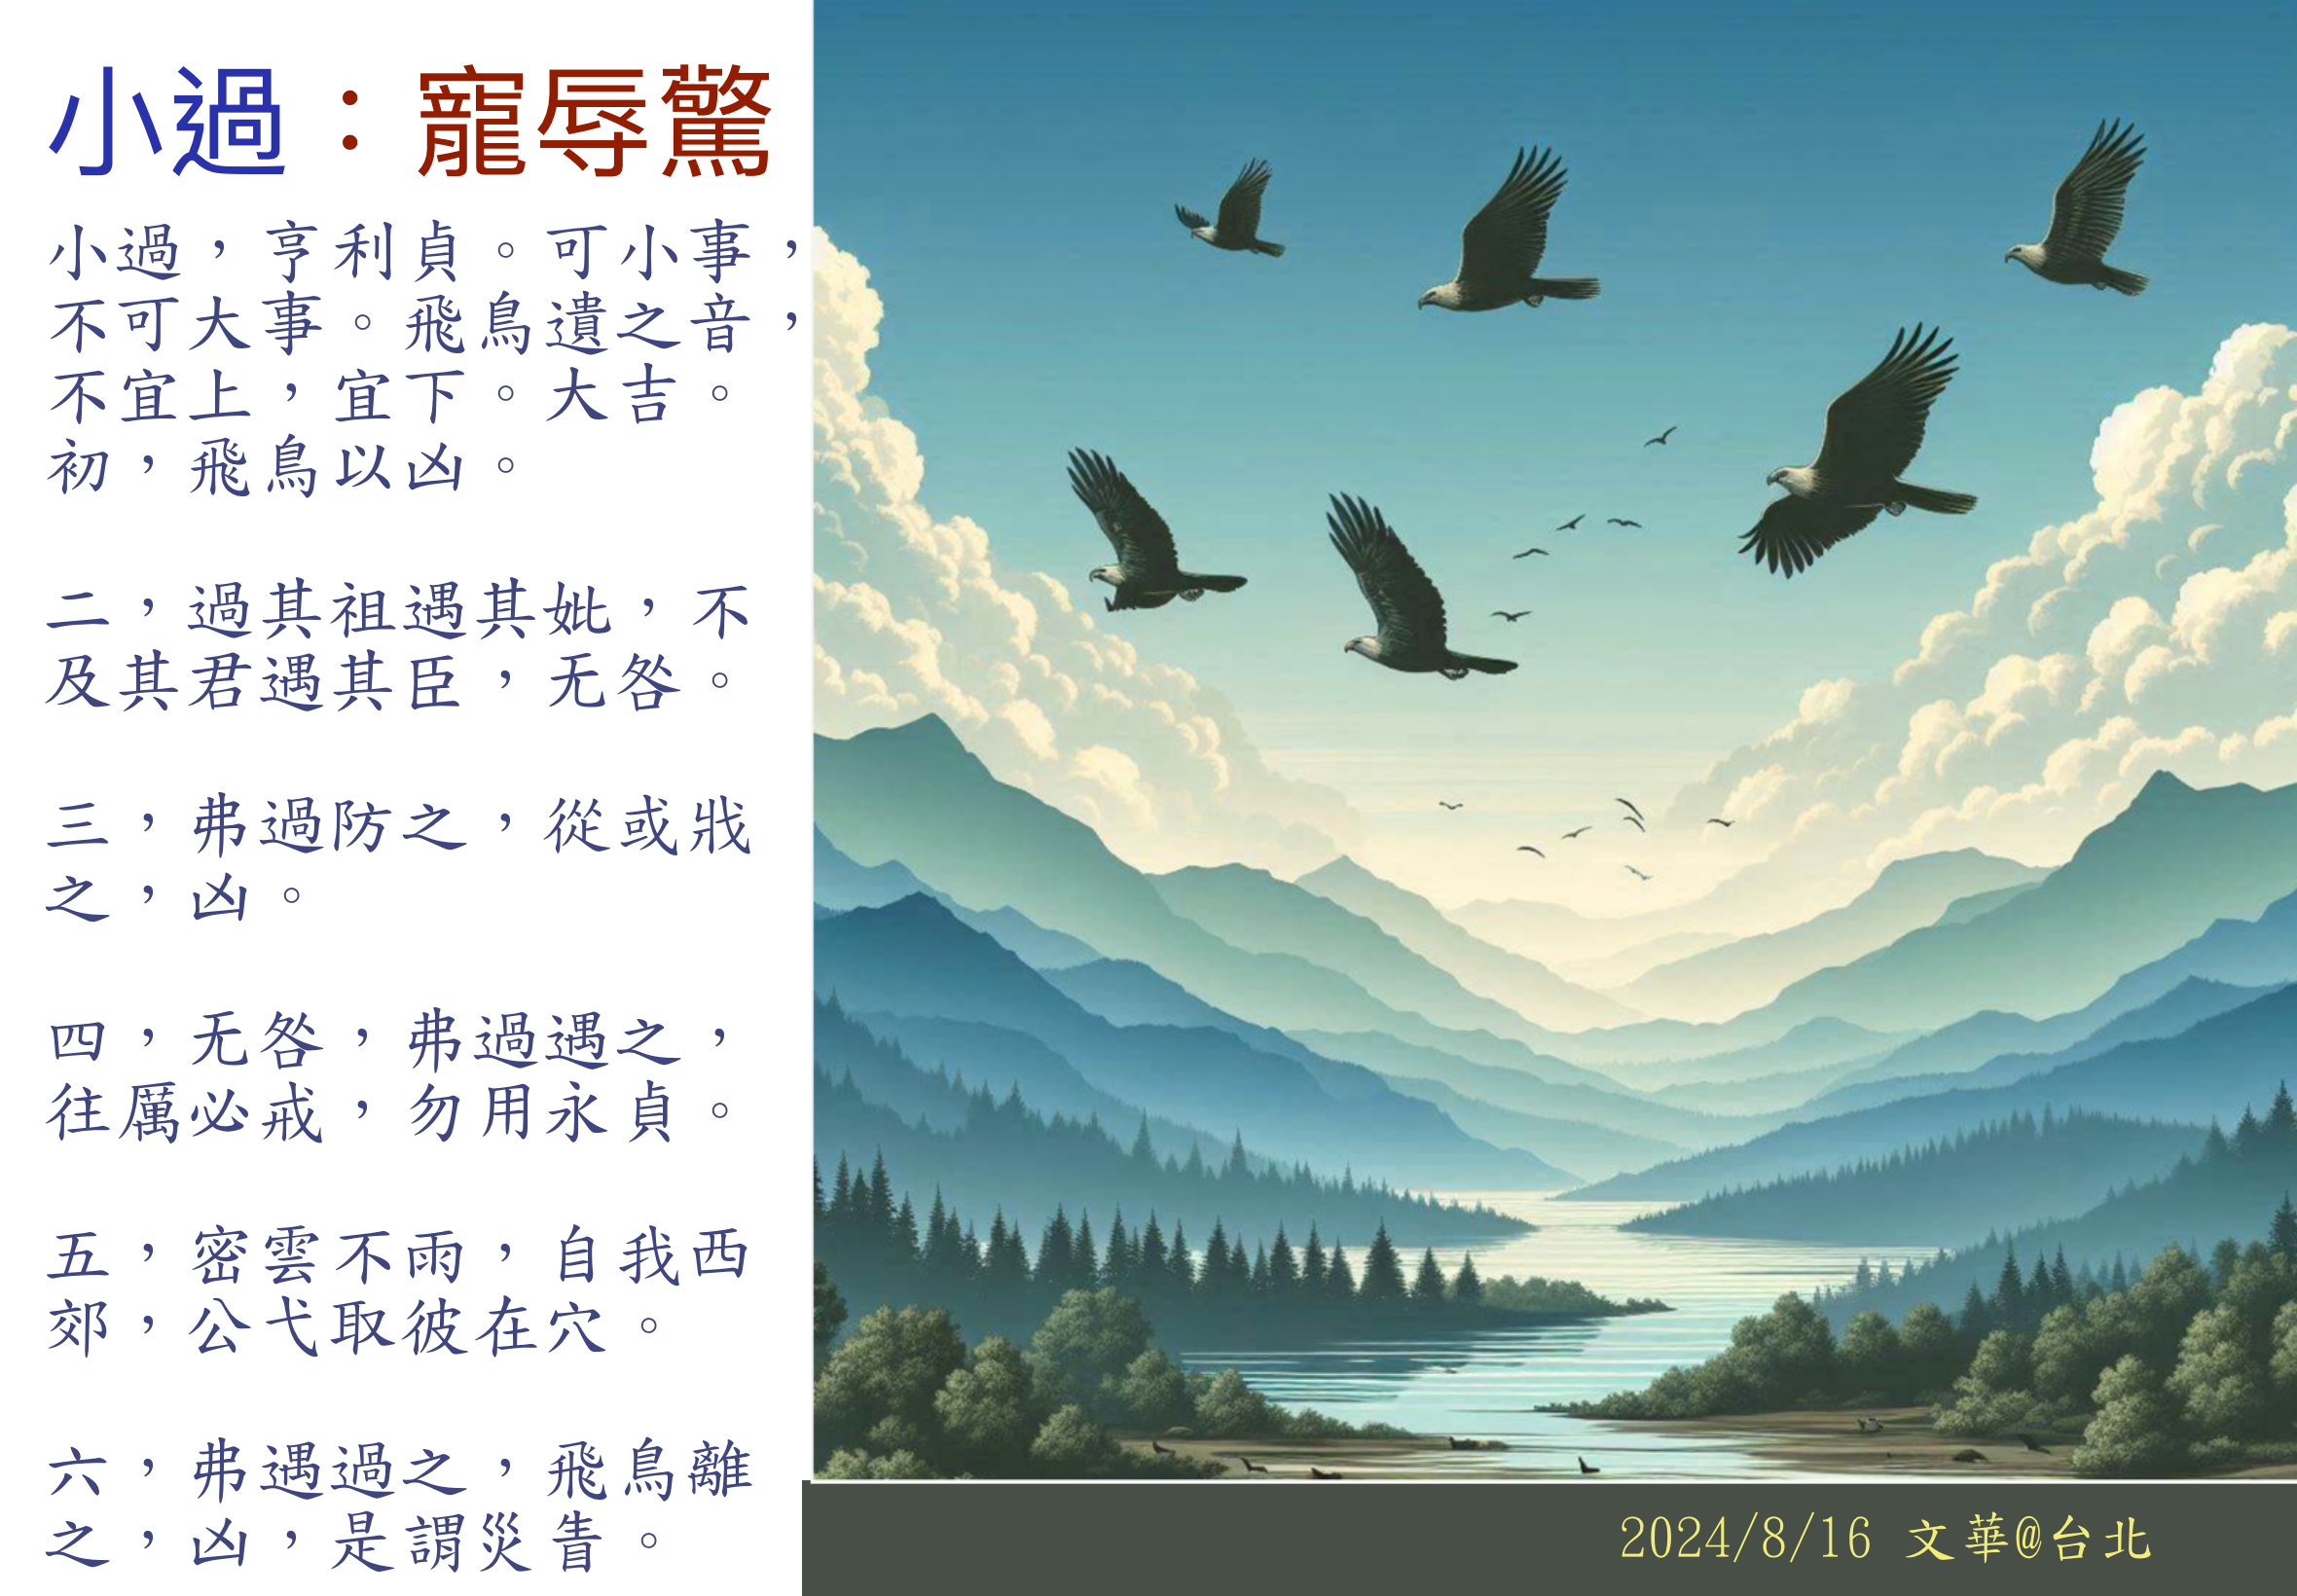 小過：寵辱驚
小過，亨利貞。可小事，
不可大事。飛鳥遺之音，
不宜上，宜下。大吉。
初，飛鳥以凶。
二，過其祖遇其妣，不
及其君遇其臣，无咎。
三，弗過防之，從或戕
之，凶。
四，无咎，弗過遇之，
往厲必戒，勿用永貞。
五，密雲不雨，自我西
郊，公弋取彼在穴。
六，弗遇過之，飛鳥離
之，凶，是謂災眚。
2024/8/16 文華@台北